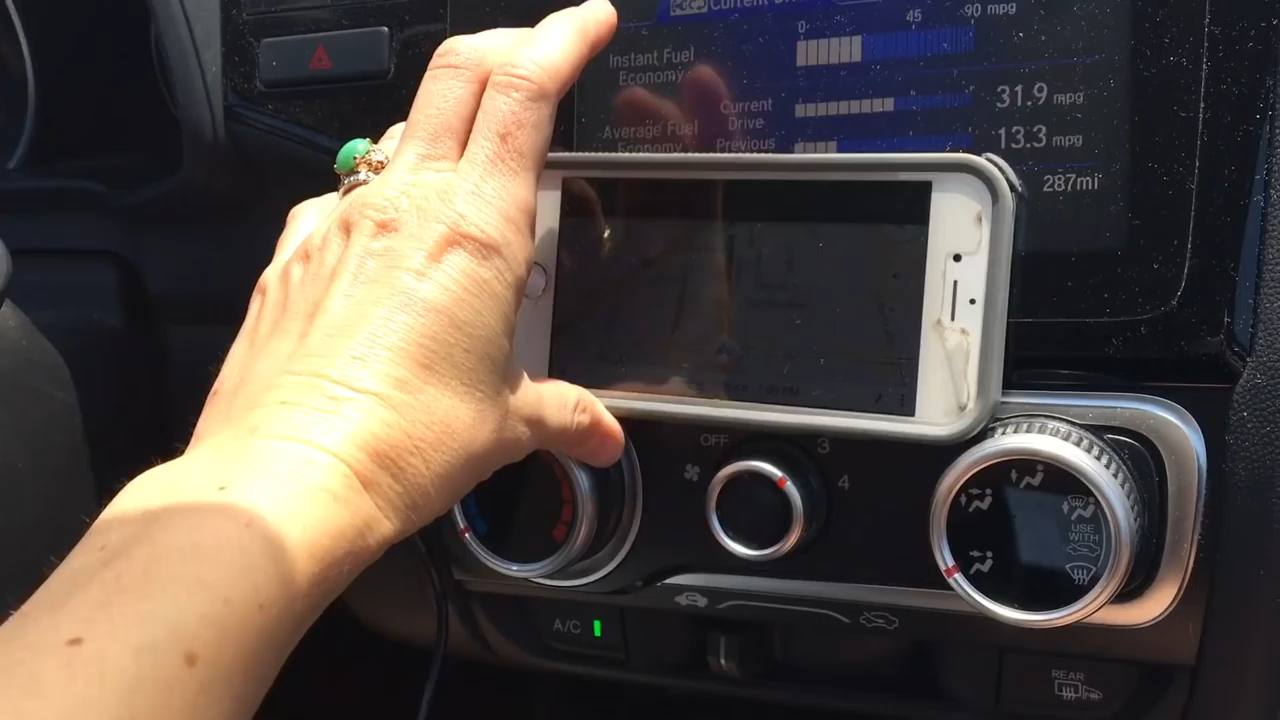 Current
0 45 90 mpg
Instant Fuel
Economy
31.9 mpg
Current
Drive
Average Fuel
Economy
Previous
13.3 mpg
287mi
OFF
3
4
USE
WITH
A/C
REAR